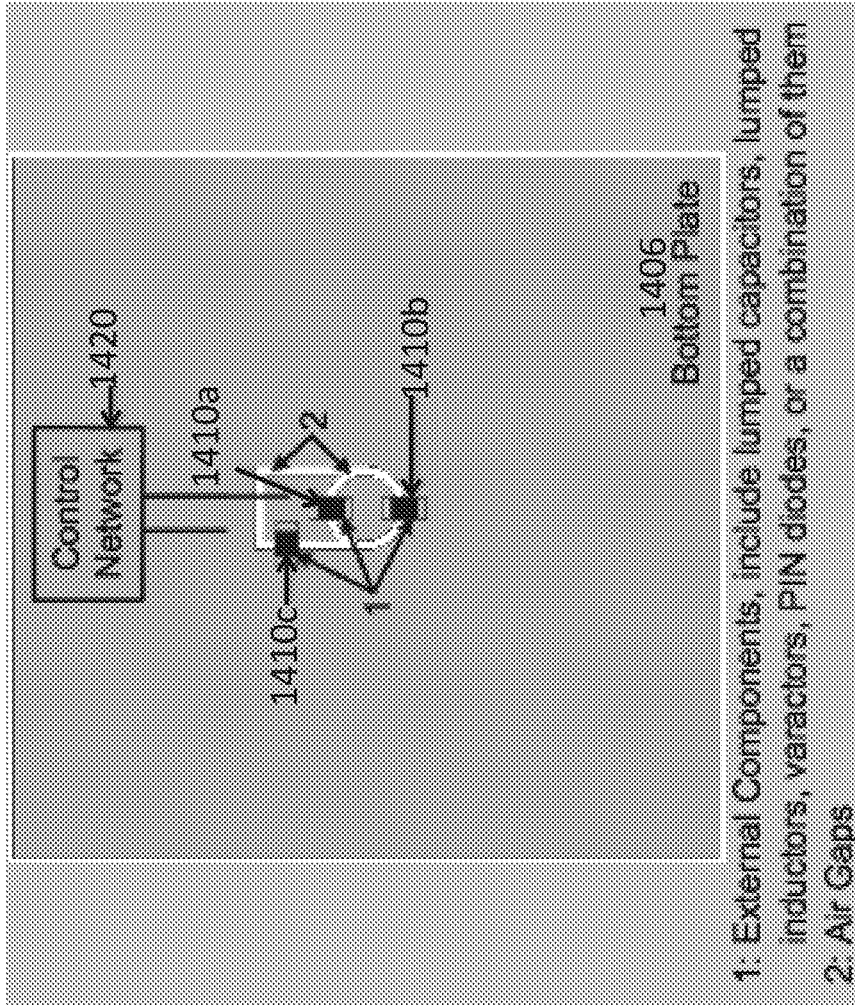 Control
Network
1420
1410a
2
1410c
1
1410b
1406
Bottom Plate
1: External Components, include lumped capacitors, lumped
inductors, varactors, PIN diodes, or a combination of them
2: Air Gaps